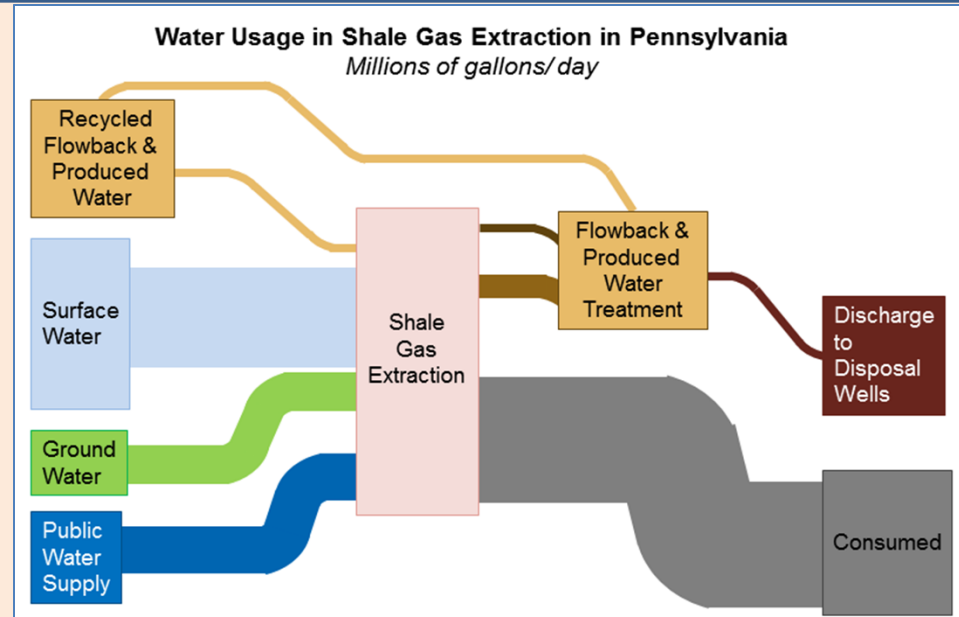 Water Usage in Shale Gas Extraction in Pennsylvania
Millions of gallons/ day
Recycled
Flowback &
Produced
Water
Surface
Water
Ground
Water
Public
Water
Supply
Shale
Gas
Extraction
Flowback &
Produced
Water
Treatment
Discharge
to
Disposal
Wells
Consumed